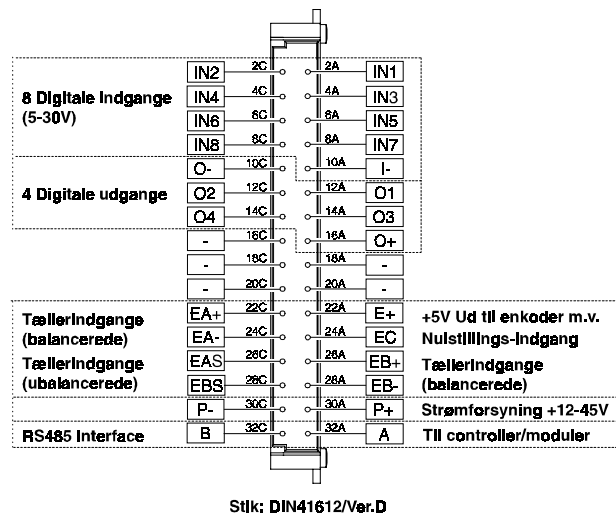 IN2 2C 2A IN1
8 Digitale Indgange
(5-30V)
IN4 4C 4A IN3
IN6 6C 6A IN5
IN8 8C 8A IN7
O- 10C 10A I-
4 Digitale udgange
O2 12C 12A O1
O4 14C 14A O3
- 16C 16A O+
- 18C 18A -
- 20C 20A -
EA+ 22C 22A E+ +5V Ud til enkoder m.v.
Tællerindgange
(balancerede)
EA- 24C 24A EC Nulstillings-indgang
Tællerindgange
(ubalancerede)
EAS 26C 26A EB+ Tællerindgange
EBS 28C 28A EB- (balancerede)
P- 30C 30A P+ Strømforsyning +12-45V
RS485 Interface B 32C 32A A Til controller/moduler
Stik: DIN41612/Ver.D